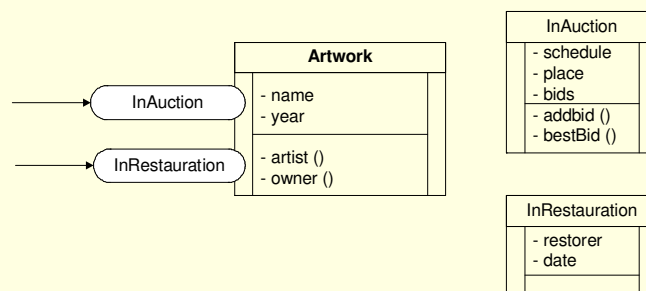 Artwork
InAuction
- name
- year
InRestauration
- artist ()
- owner ()
InAuction
- schedule
- place
- bids
- addbid ()
- bestBid ()
InRestauration
- restorer
- date